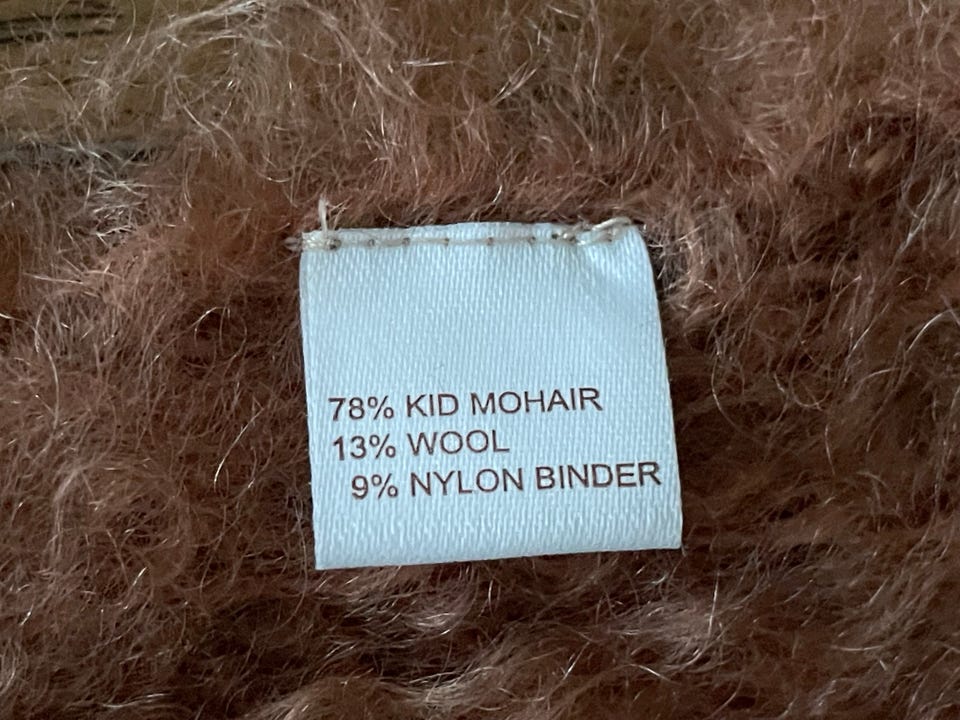 78% KID MOHAIR
13% WOOL
9% NYLON BINDER